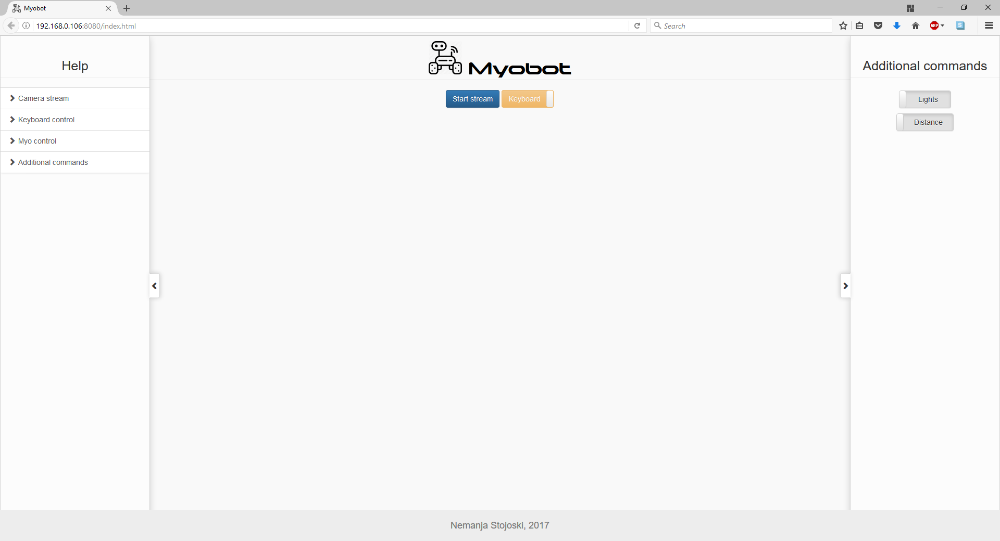 Myobot
192.168.0.106:8080/index.html
Search
ABP
S
Help
Camera stream
Keyboard control
Myo control
Additional commands
Myobot
Start stream
Keyboard
Additional commands
Lights
Distance
Nemanja Stojoski, 2017